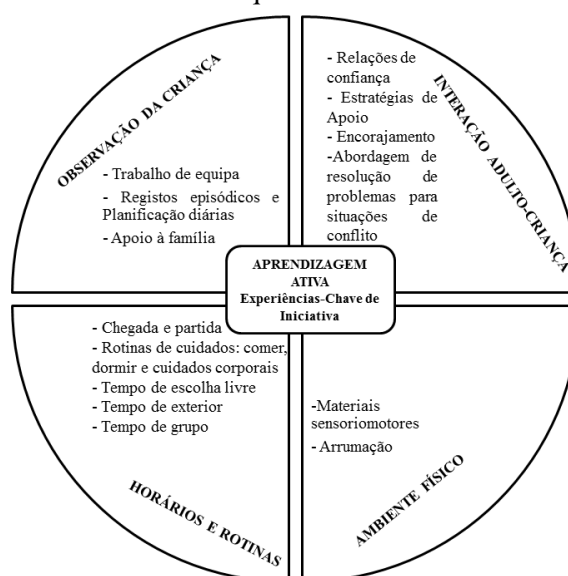 OBSERVAÇÃO DA CRIANÇA
- Trabalho de equipa
- Registos episódicos e
Planificação diárias
- Apoio à família
INTERAÇÃO ADULTO-CRIANÇA
- Relações de
confiança
- Estratégias de
Apoio
- Encorajamento
-Abordagem de
resolução de
problemas para
situações de
conflito
APRENDIZAGEM
ATIVA
Experiências-Chave de
Iniciativa
- Chegada e partida
- Rotinas de cuidados: comer,
dormir e cuidados corporais
- Tempo de escolha livre
- Tempo de exterior
- Tempo de grupo
HORÁRIOS E ROTINAS
-Materiais
sensoriomotores
- Arrumação
AMBIENTE FÍSICO